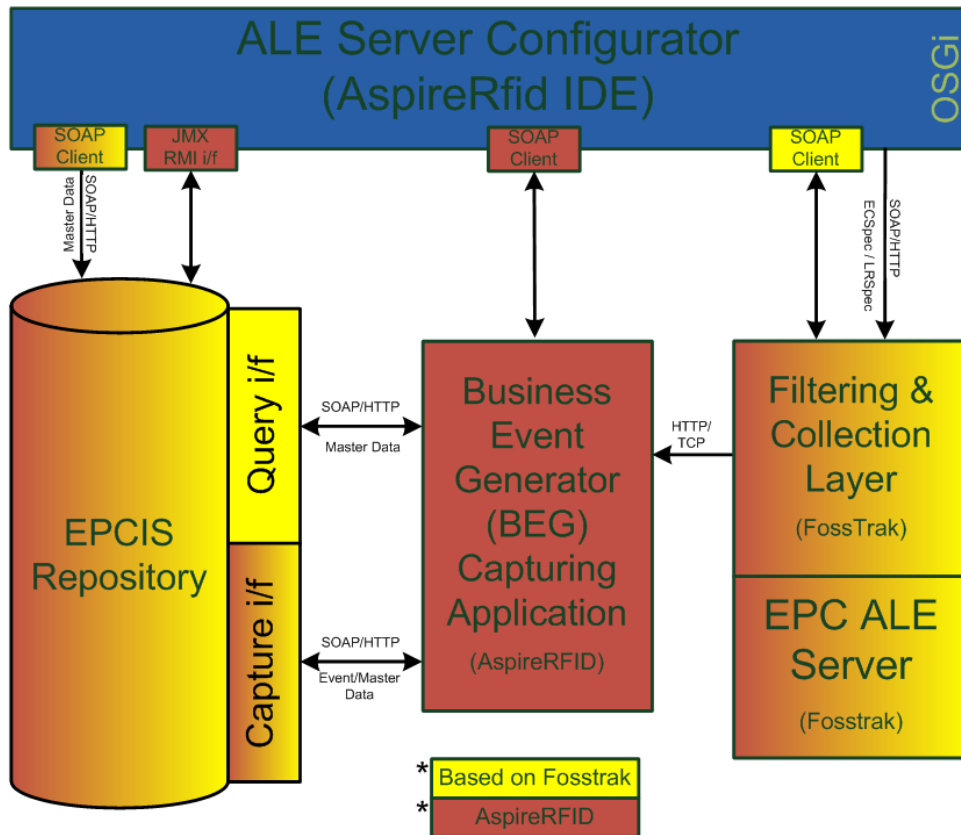 ALE Server Configurator
(AspireRfid IDE)
OSGi
SOAP
Client
JMX
RMI i/f
SOAP
Client
SOAP
Client
Master Data
SOAP/HTTP
SOAP/HTTP
ECSpec / LRSpec
EPCIS
Repository
Query i/f
Capture i/f
SOAP/HTTP
Master Data
SOAP/HTTP
Event/Master
Data
Business
Event
Generator
(BEG)
Capturing
Application
(AspireRFID)
HTTP/
TCP
Filtering &
Collection
Layer
(FossTrak)
EPC ALE
Server
(Fosstrak)
* Based on Fosstrak
* AspireRFID